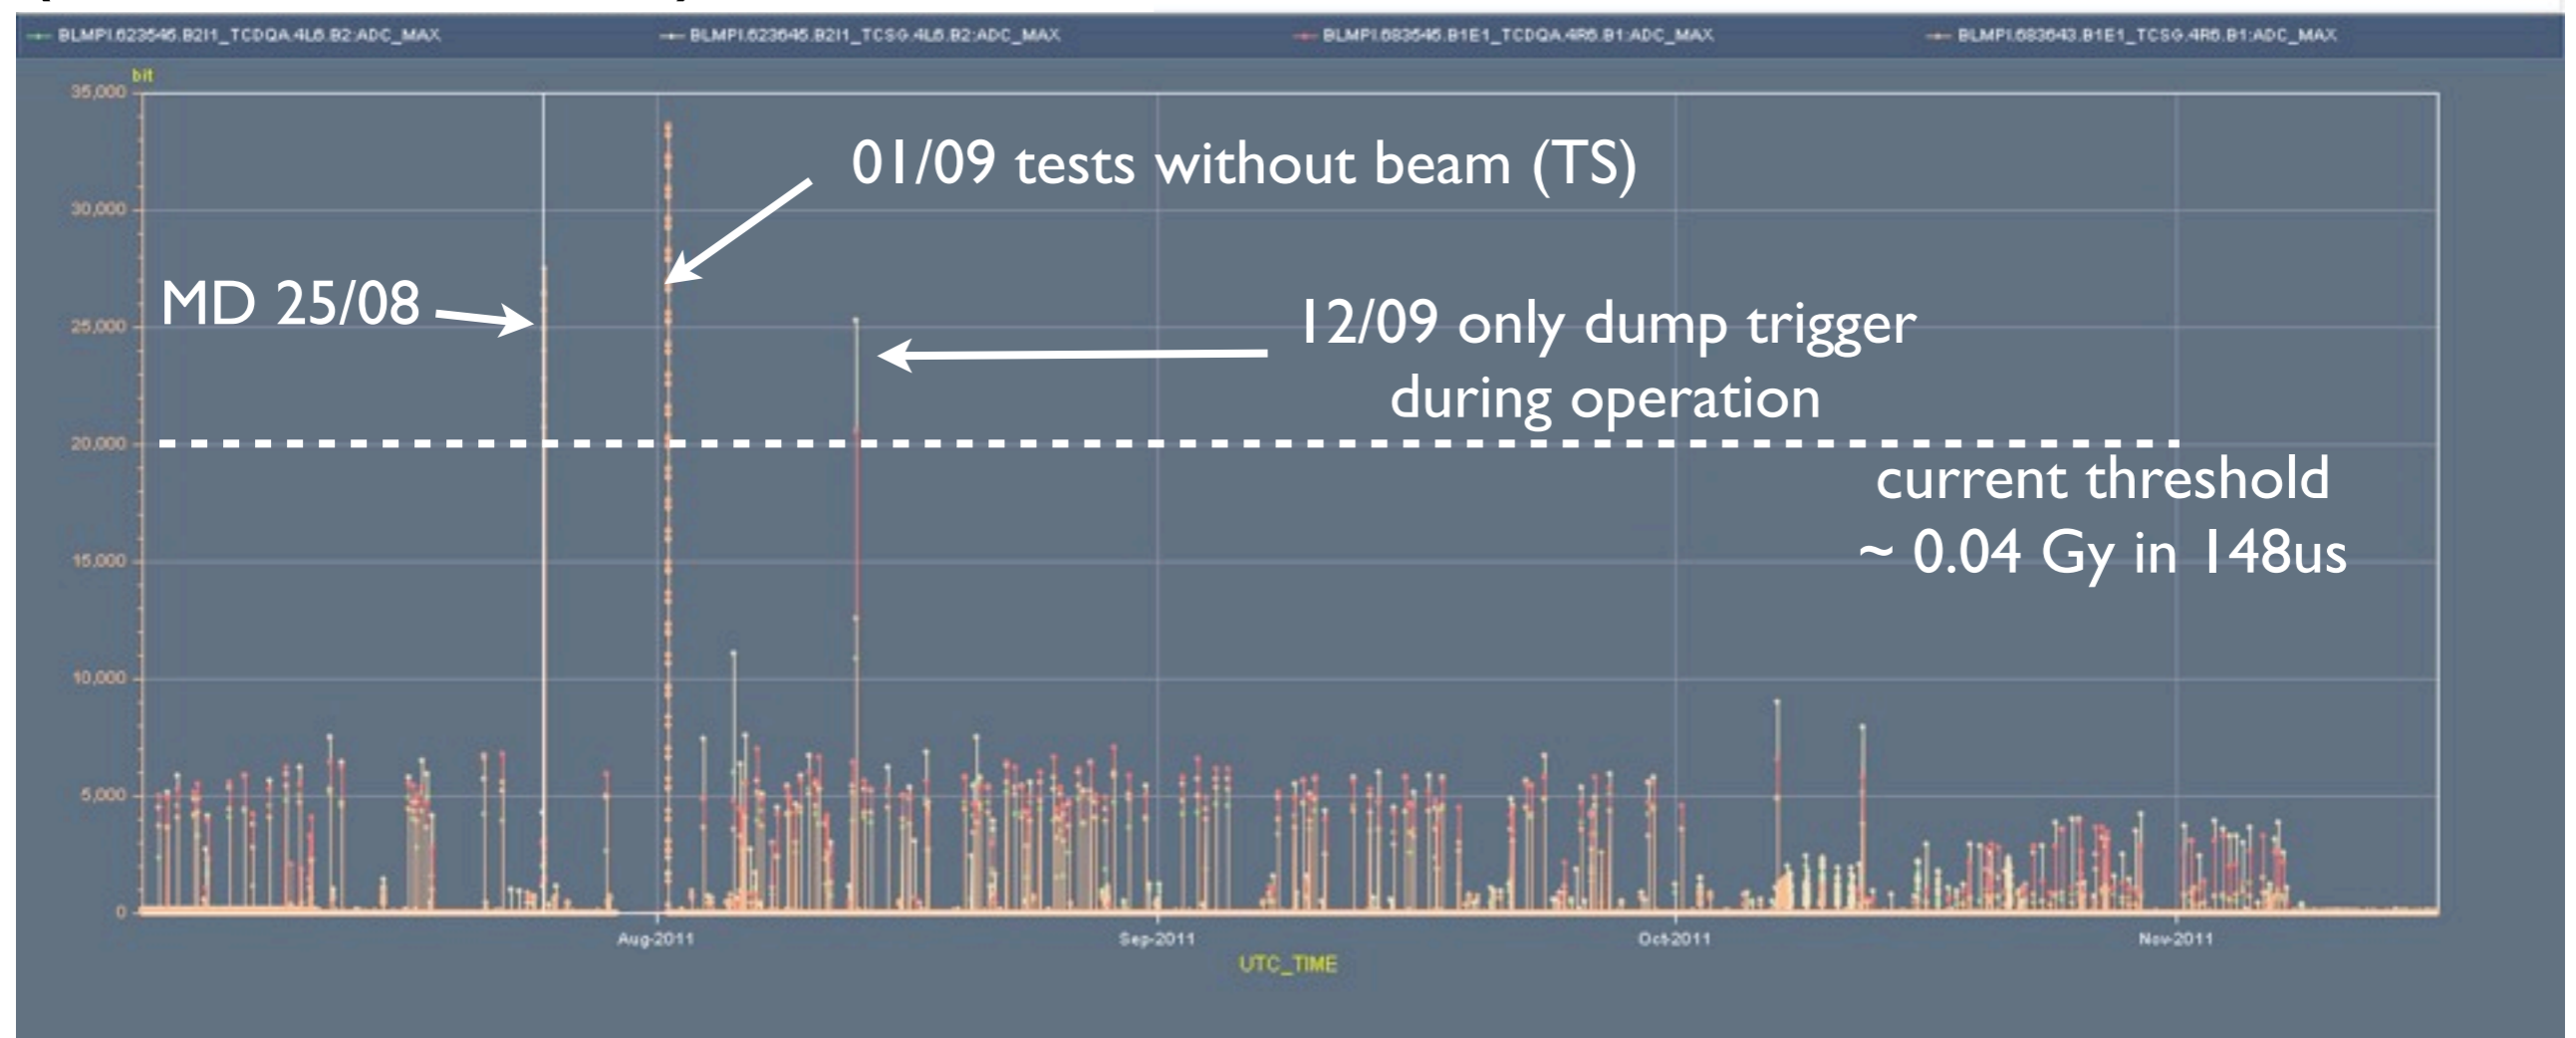 BLMPI.623545.B2I1_TCDQA.4L6.B2:ADC_MAX
BLMPI.623645.B2I1_TCSG.4L6.B2:ADC_MAX
BLMPI.683545.B1E1_TCDQA.4R6.B1:ADC_MAX
BLMPI.683643.B1E1_TCSG.4R6.B1:ADC_MAX
bit
35,000
30,000
25,000
20,000
15,000
10,000
5,000
0
01/09 tests without beam (TS)
MD 25/08
12/09 only dump trigger
during operation
current threshold
~ 0.04 Gy in 148us
Aug-2011
Sep-2011
Oct-2011
Nov-2011
UTC_TIME